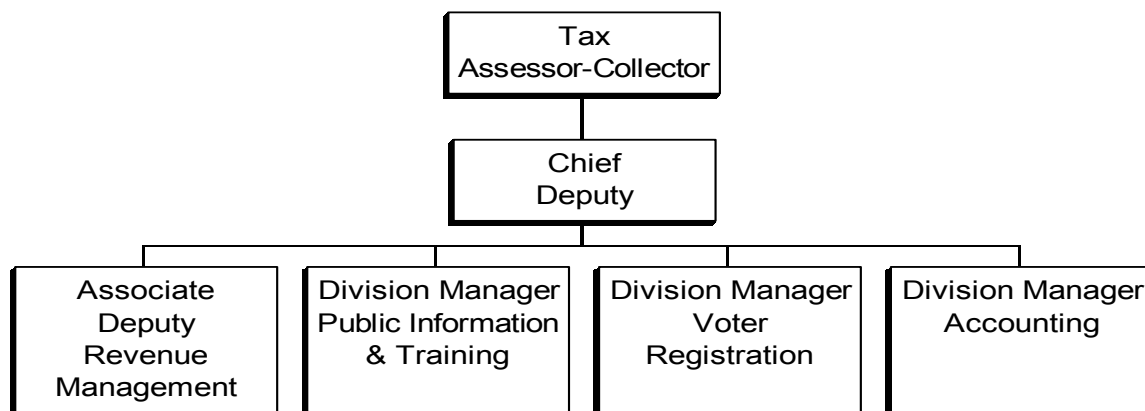 Tax
Assessor-Collector
Chief
Deputy
Associate
Deputy
Revenue
Management
Division Manager
Public Information
& Training
Division Manager
Voter
Registration
Division Manager
Accounting